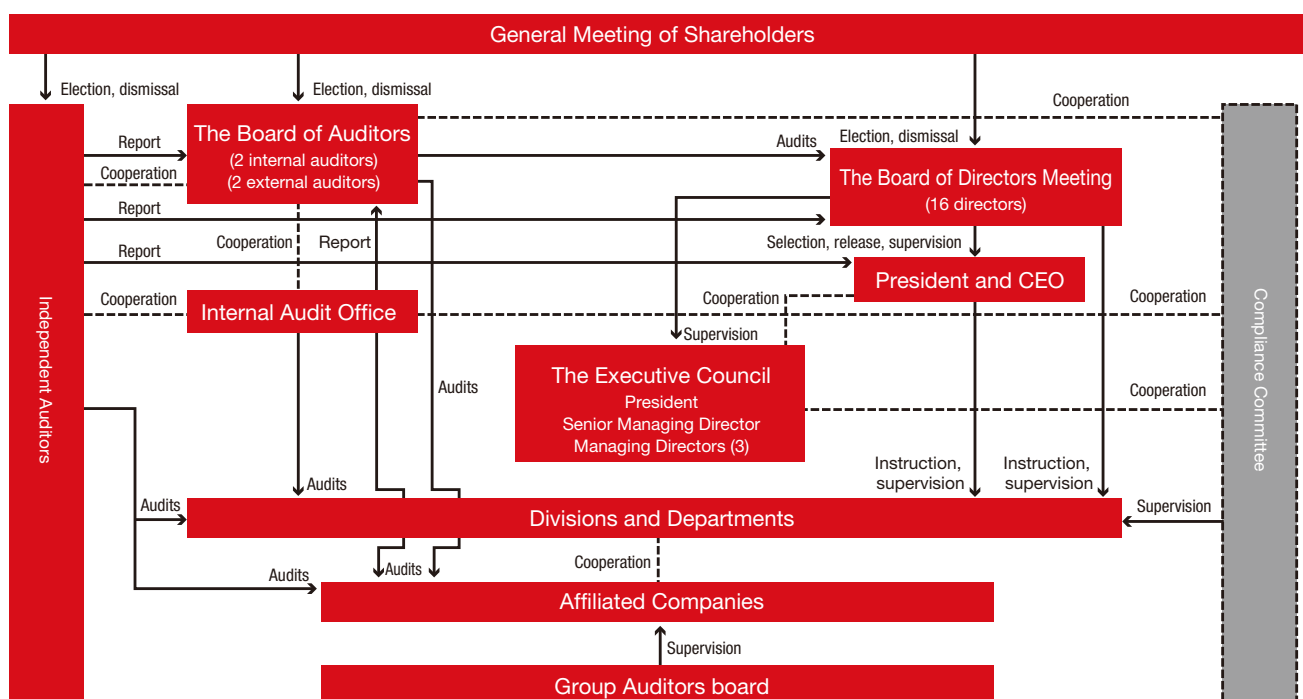 General Meeting of Shareholders
Election, dismissal
Election, dismissal
Cooperation
The Board of Auditors
(2 internal auditors)
(2 external auditors)
Report
Cooperation
Audits
Election, dismissal
The Board of Directors Meeting
(16 directors)
Report
Cooperation
Report
Selection, release, supervision
Report
President and CEO
Cooperation
Internal Audit Office
Cooperation
Cooperation
Supervision
Independent Auditors
Compliance Committee
The Executive Council
President
Senior Managing Director
Managing Directors (3)
Audits
Cooperation
Instruction,
supervision
Instruction,
supervision
Audits
Audits
Divisions and Departments
Supervision
Cooperation
Audits
Audits
Affiliated Companies
Supervision
Group Auditors board